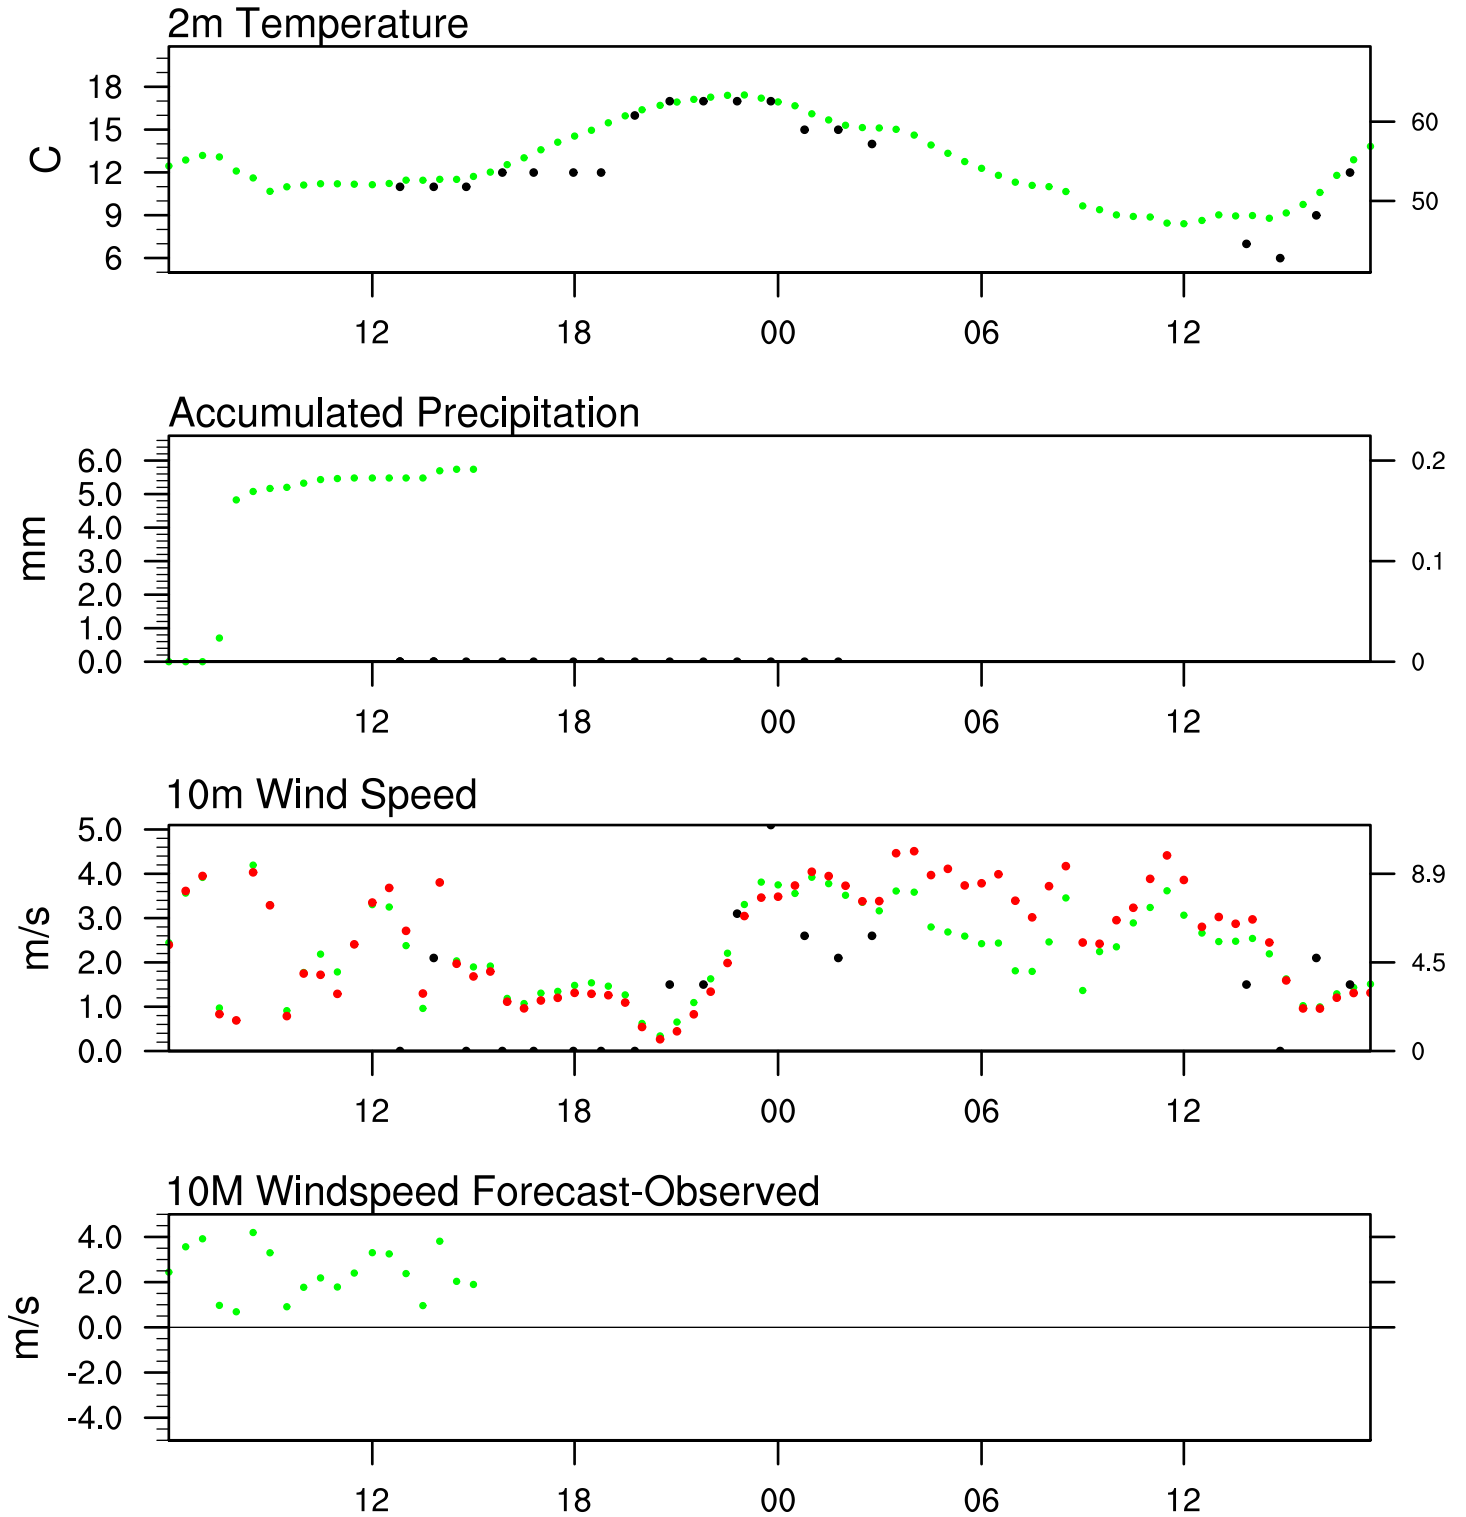 2m Temperature
18
15
12
9
6
C
60
50
12 18 00 06 12
Accumulated Precipitation
6.0
5.0
4.0
3.0
2.0
1.0
0.0
mm
0.2
0.1
0
12 18 00 06 12
10m Wind Speed
5.0
4.0
3.0
2.0
1.0
0.0
m/s
8.9
4.5
0
12 18 00 06 12
10M Windspeed Forecast-Observed
4.0
2.0
0.0
-2.0
-4.0
m/s
12 18 00 06 12